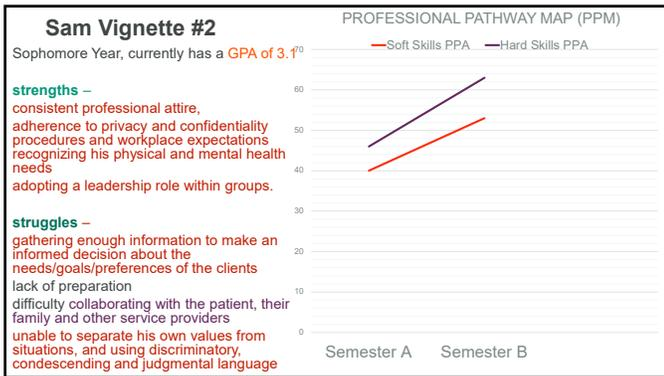 Sam Vignette #2
Sophomore Year, currently has a GPA of 3.1
strengths –
consistent professional attire,
adherence to privacy and confidentiality
procedures and workplace expectations
recognizing his physical and mental health
needs
adopting a leadership role within groups.
struggles –
gathering enough information to make an
informed decision about the
needs/goals/preferences of the clients
lack of preparation
difficulty collaborating with the patient, their
family and other service providers
unable to separate his own values from
situations, and using discriminatory,
condescending and judgmental language
PROFESSIONAL PATHWAY MAP (PPM)
Soft Skills PPA Hard Skills PPA
70
60
50
40
30
20
10
0
Semester A Semester B